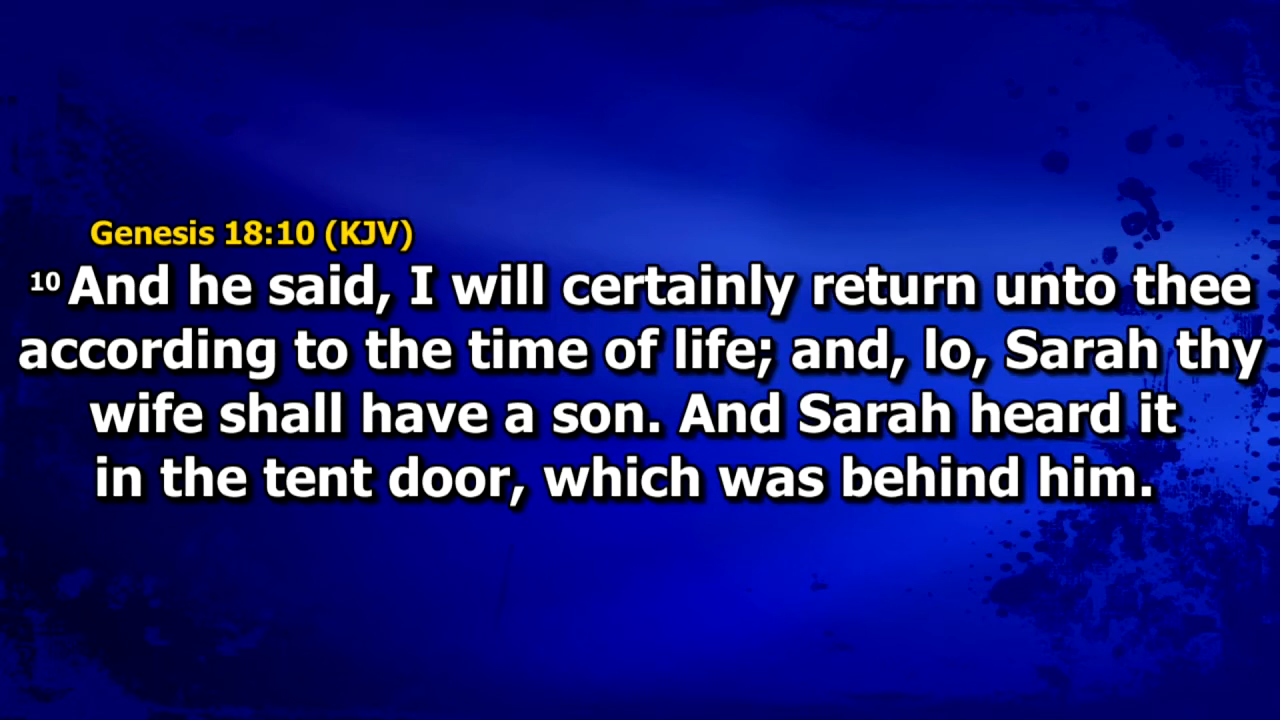 Genesis 18:10 (KJV)
10 And he said, I will certainly return unto thee
according to the time of life; and, lo, Sarah thy
wife shall have a son. And Sarah heard it
in the tent door, which was behind him.